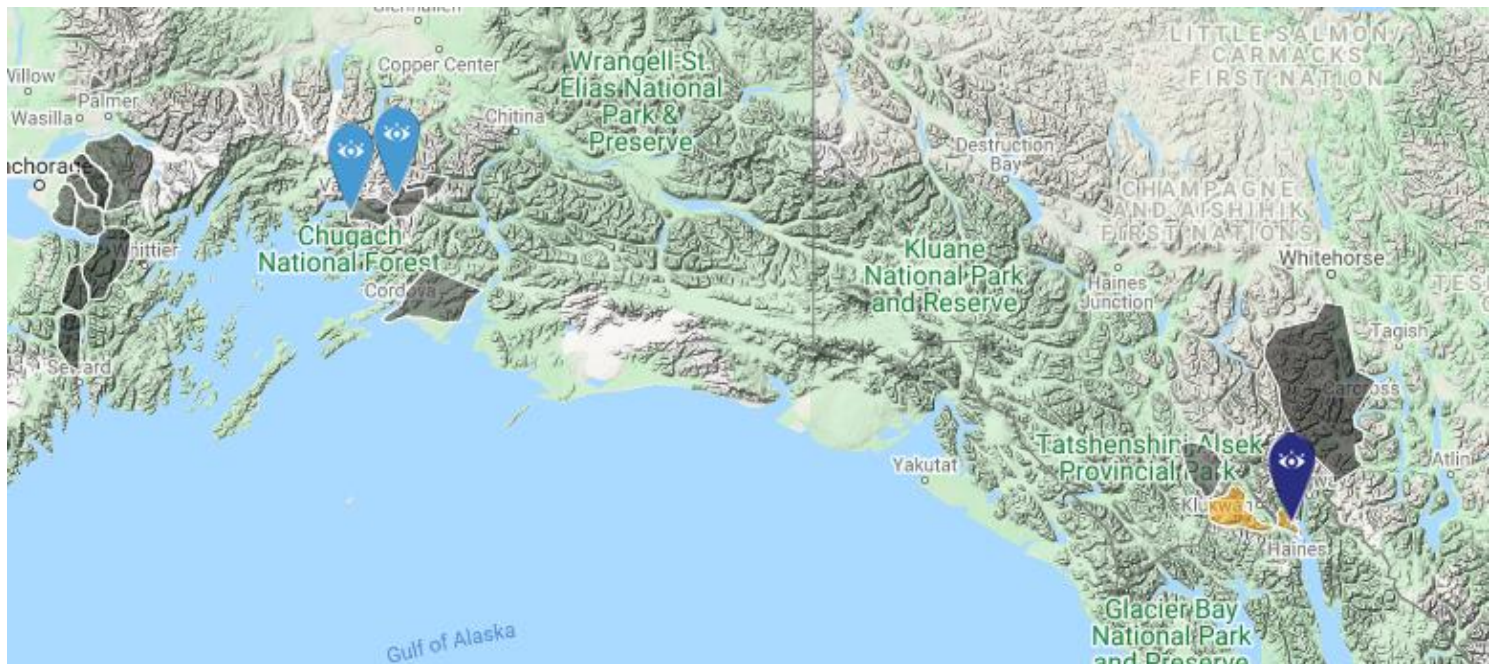 Willow
Palmer
Wasilla
Copper Center
Wrangell-St.
Elias National
Park &
Preserve
Chitina
LITTLE SALMON/
CARMACKS
FIRST NATION
Destruction
Bay
CHAMPAGNE
AND AISHIHIK
FIRST NATIONS
Whittier
Chugach
National Forest
Cordova
Kluane
National Park
and Reserve
Haines
Junction
Whitehorse
Tagish
Carcross
Seward
Tatshenshini-Alsek
Provincial Park
Atlin
Yakutat
Klukwan
Haines
Glacier Bay
National Park
and Preserve
Gulf of Alaska